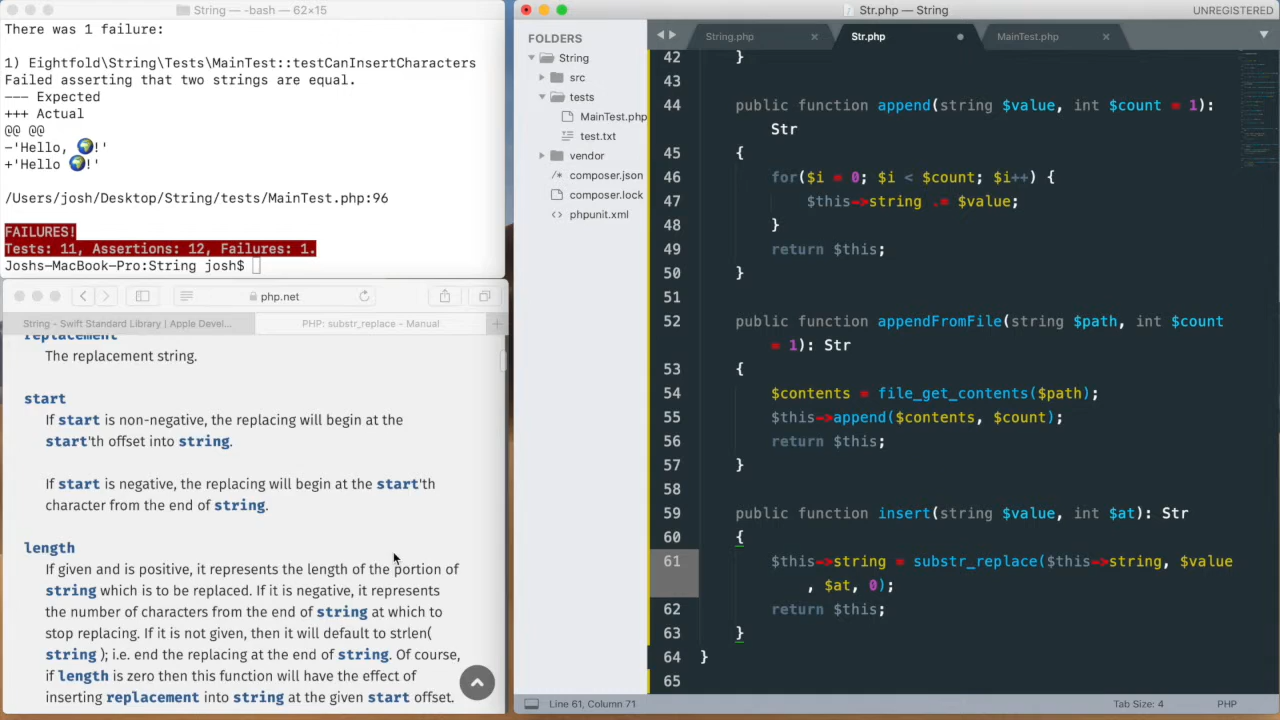 String — -bash — 62×15
There was 1 failure:
1) Eightfold\String\Tests\MainTest::testCanInsertCharacters
Failed asserting that two strings are equal.
--- Expected
+++ Actual
@@ @@
-'Hello, 🌍!'
+'Hello 🌍!'
/Users/josh/Desktop/String/tests/MainTest.php:96
FAILURES!
Tests: 11, Assertions: 12, Failures: 1.
Joshs-MacBook-Pro:String josh$
php.net
String - Swift Standard Library | Apple Devel...
PHP: substr_replace - Manual
replacement
The replacement string.
start
If start is non-negative, the replacing will begin at the
start'th offset into string.
If start is negative, the replacing will begin at the start'th
character from the end of string.
length
If given and is positive, it represents the length of the portion of
string which is to be replaced. If it is negative, it represents
the number of characters from the end of string at which to
stop replacing. If it is not given, then it will default to strlen(
string ); i.e. end the replacing at the end of string. Of course,
if length is zero then this function will have the effect of
inserting replacement into string at the given start offset.
Str.php — String
UNREGISTERED
FOLDERS
String
src
tests
MainTest.php
test.txt
vendor
composer.json
composer.lock
phpunit.xml
String.php
Str.php
MainTest.php
42 }
43
44 public function append(string $value, int $count = 1):
Str
45 {
46 for($i = 0; $i < $count; $i++) {
47 $this->string .= $value;
48 }
49 return $this;
50 }
51
52 public function appendFromFile(string $path, int $count
= 1): Str
53 {
54 $contents = file_get_contents($path);
55 $this->append($contents, $count);
56 return $this;
57 }
58
59 public function insert(string $value, int $at): Str
60 {
61 $this->string = substr_replace($this->string, $value
, $at, 0);
62 return $this;
63 }
64 }
65
Line 61, Column 71
Tab Size: 4
PHP